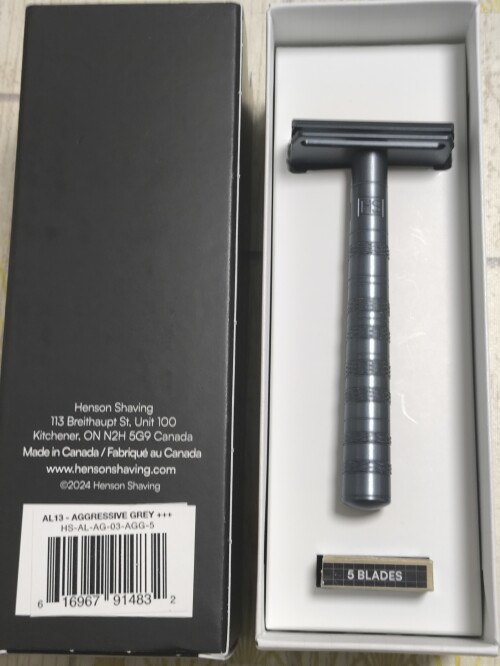 Henson Shaving
113 Breithaupt St, Unit 100
Kitchener, ON N2H 5G9 Canada
Made in Canada / Fabriqué au Canada
www.hensonshaving.com
©2024 Henson Shaving
AL13 - AGGRESSIVE GREY +++
HS-AL-AG-03-AGG-5
6 16967 91483 2
HS
5 BLADES